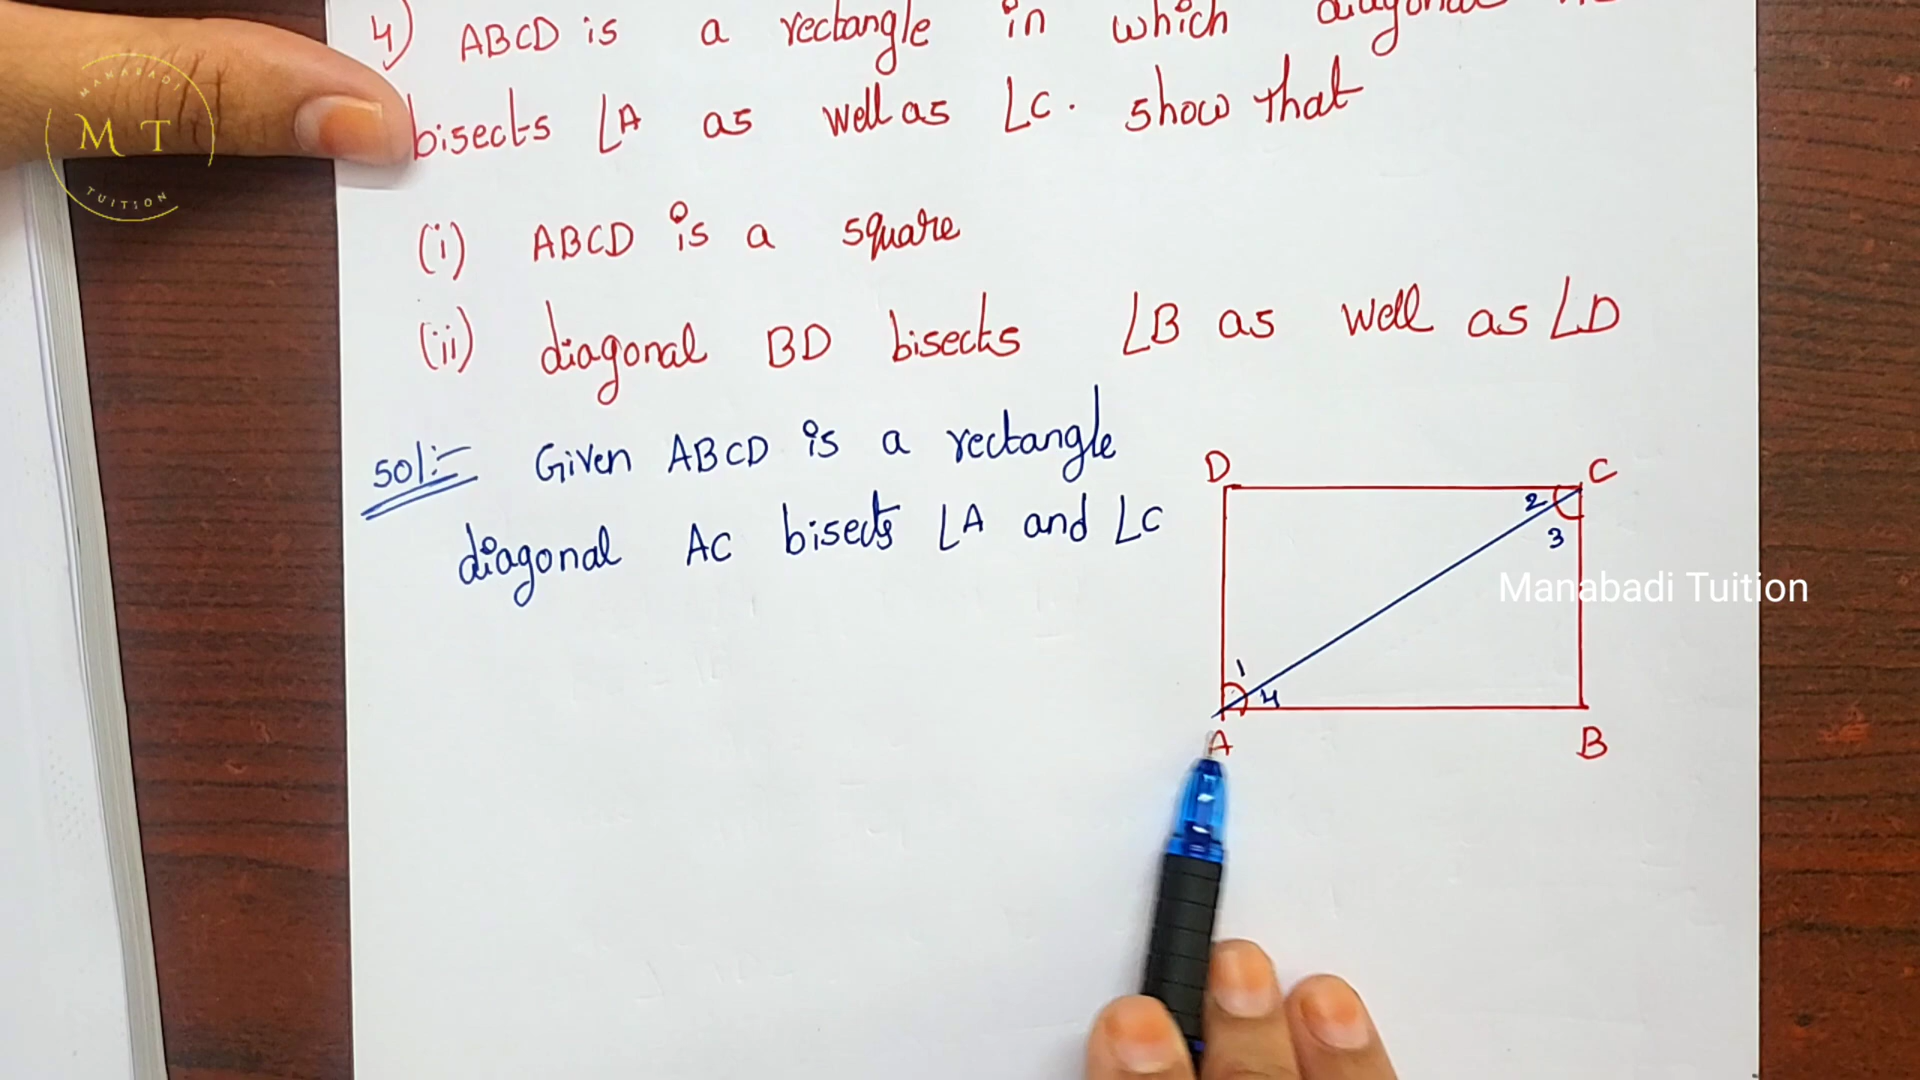 4) ABCD is a rectangle in which diagonal
bisects ∠A as well as ∠C. show that
(i) ABCD is a square
(ii) diagonal BD bisects ∠B as well as ∠D
Sol:- Given ABCD is a rectangle
diagonal AC bisects ∠A and ∠C
D
C
2
3
1
4
A
B
Manabadi Tuition
MANABADI
M T
TUITION